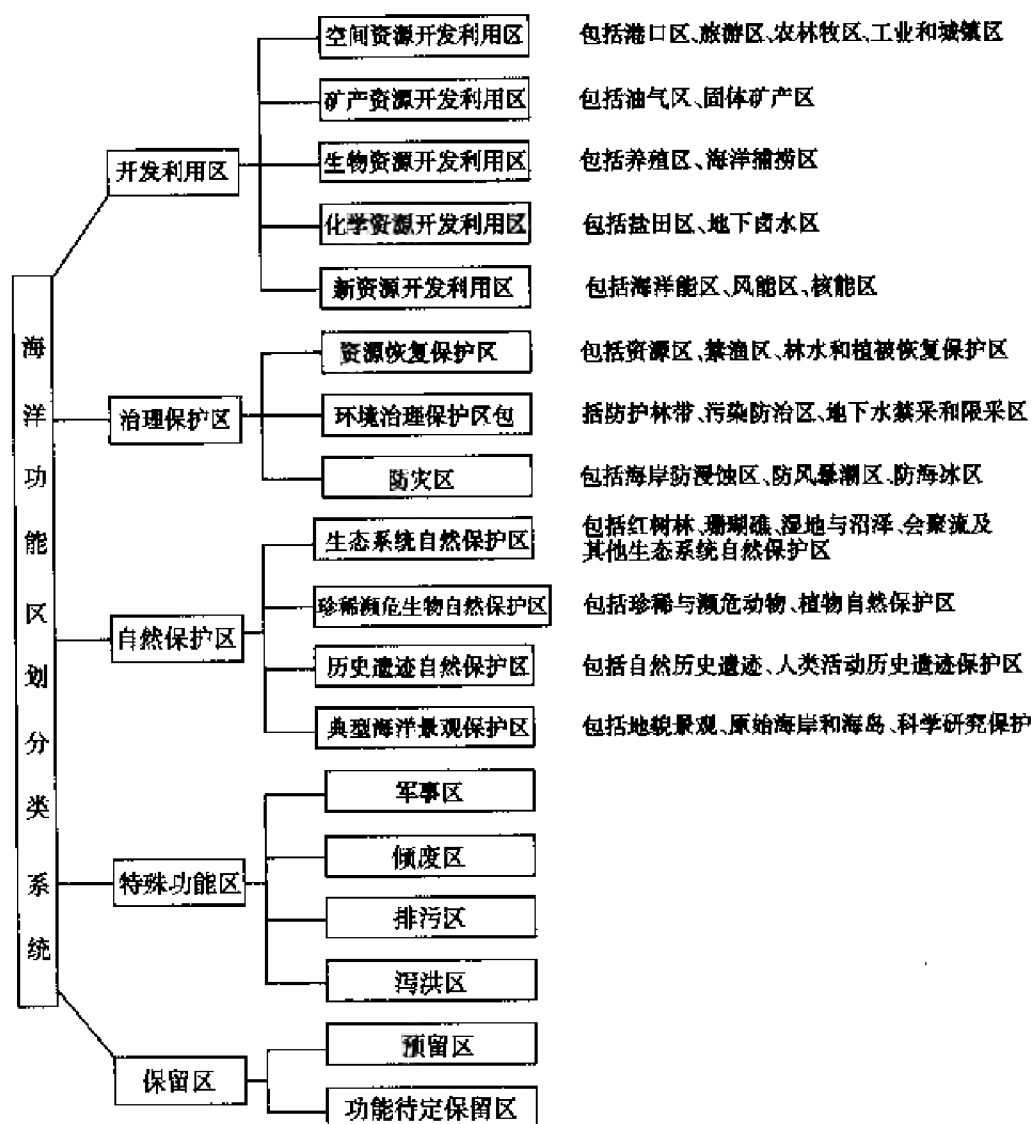 空间资源开发利用区 包括港口区、旅游区、农林牧区、工业和城镇区
矿产资源开发利用区 包括油气区、固体矿产区
开发利用区
生物资源开发利用区 包括养殖区、海洋捕捞区
化学资源开发利用区 包括盐田区、地下卤水区
新资源开发利用区 包括海洋能区、风能区、核能区
海洋功能区划分类系统
资源恢复保护区 包括资源区、禁渔区、林水和植被恢复保护区
治理保护区
环境治理保护区包 括防护林带、污染防治区、地下水禁采和限采区
防灾区 包括海岸防浸蚀区、防风暴潮区、防海冰区
生态系统自然保护区 包括红树林、珊瑚礁、湿地与沼泽、会聚流及
其他生态系统自然保护区
珍稀濒危生物自然保护区 包括珍稀与濒危动物、植物自然保护区
自然保护区
历史遗迹自然保护区 包括自然历史遗迹、人类活动历史遗迹保护区
典型海洋景观保护区 包括地貌景观、原始海岸和海岛、科学研究保护
军事区
倾废区
特殊功能区
排污区
泻洪区
预留区
保留区
功能待定保留区